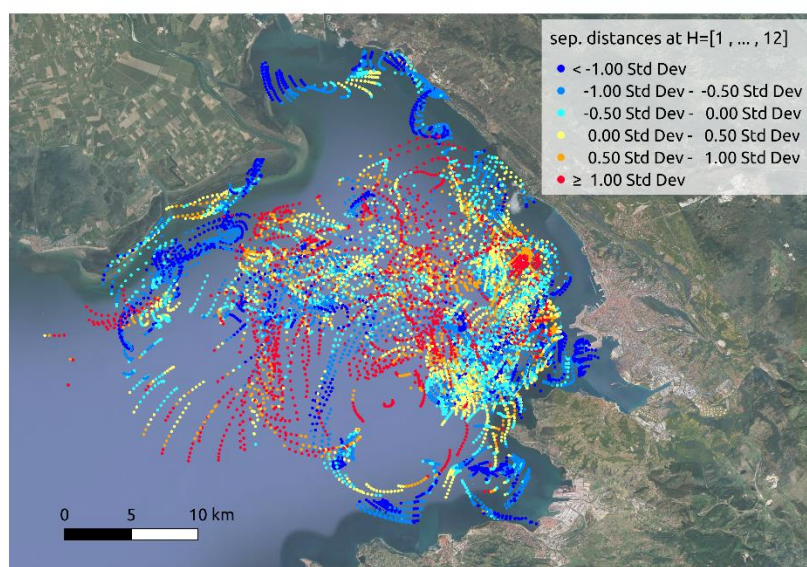 sep. distances at H=[1 , ... , 12]
< -1.00 Std Dev
-1.00 Std Dev - -0.50 Std Dev
-0.50 Std Dev - 0.00 Std Dev
0.00 Std Dev - 0.50 Std Dev
0.50 Std Dev - 1.00 Std Dev
≥ 1.00 Std Dev
0 5 10 km